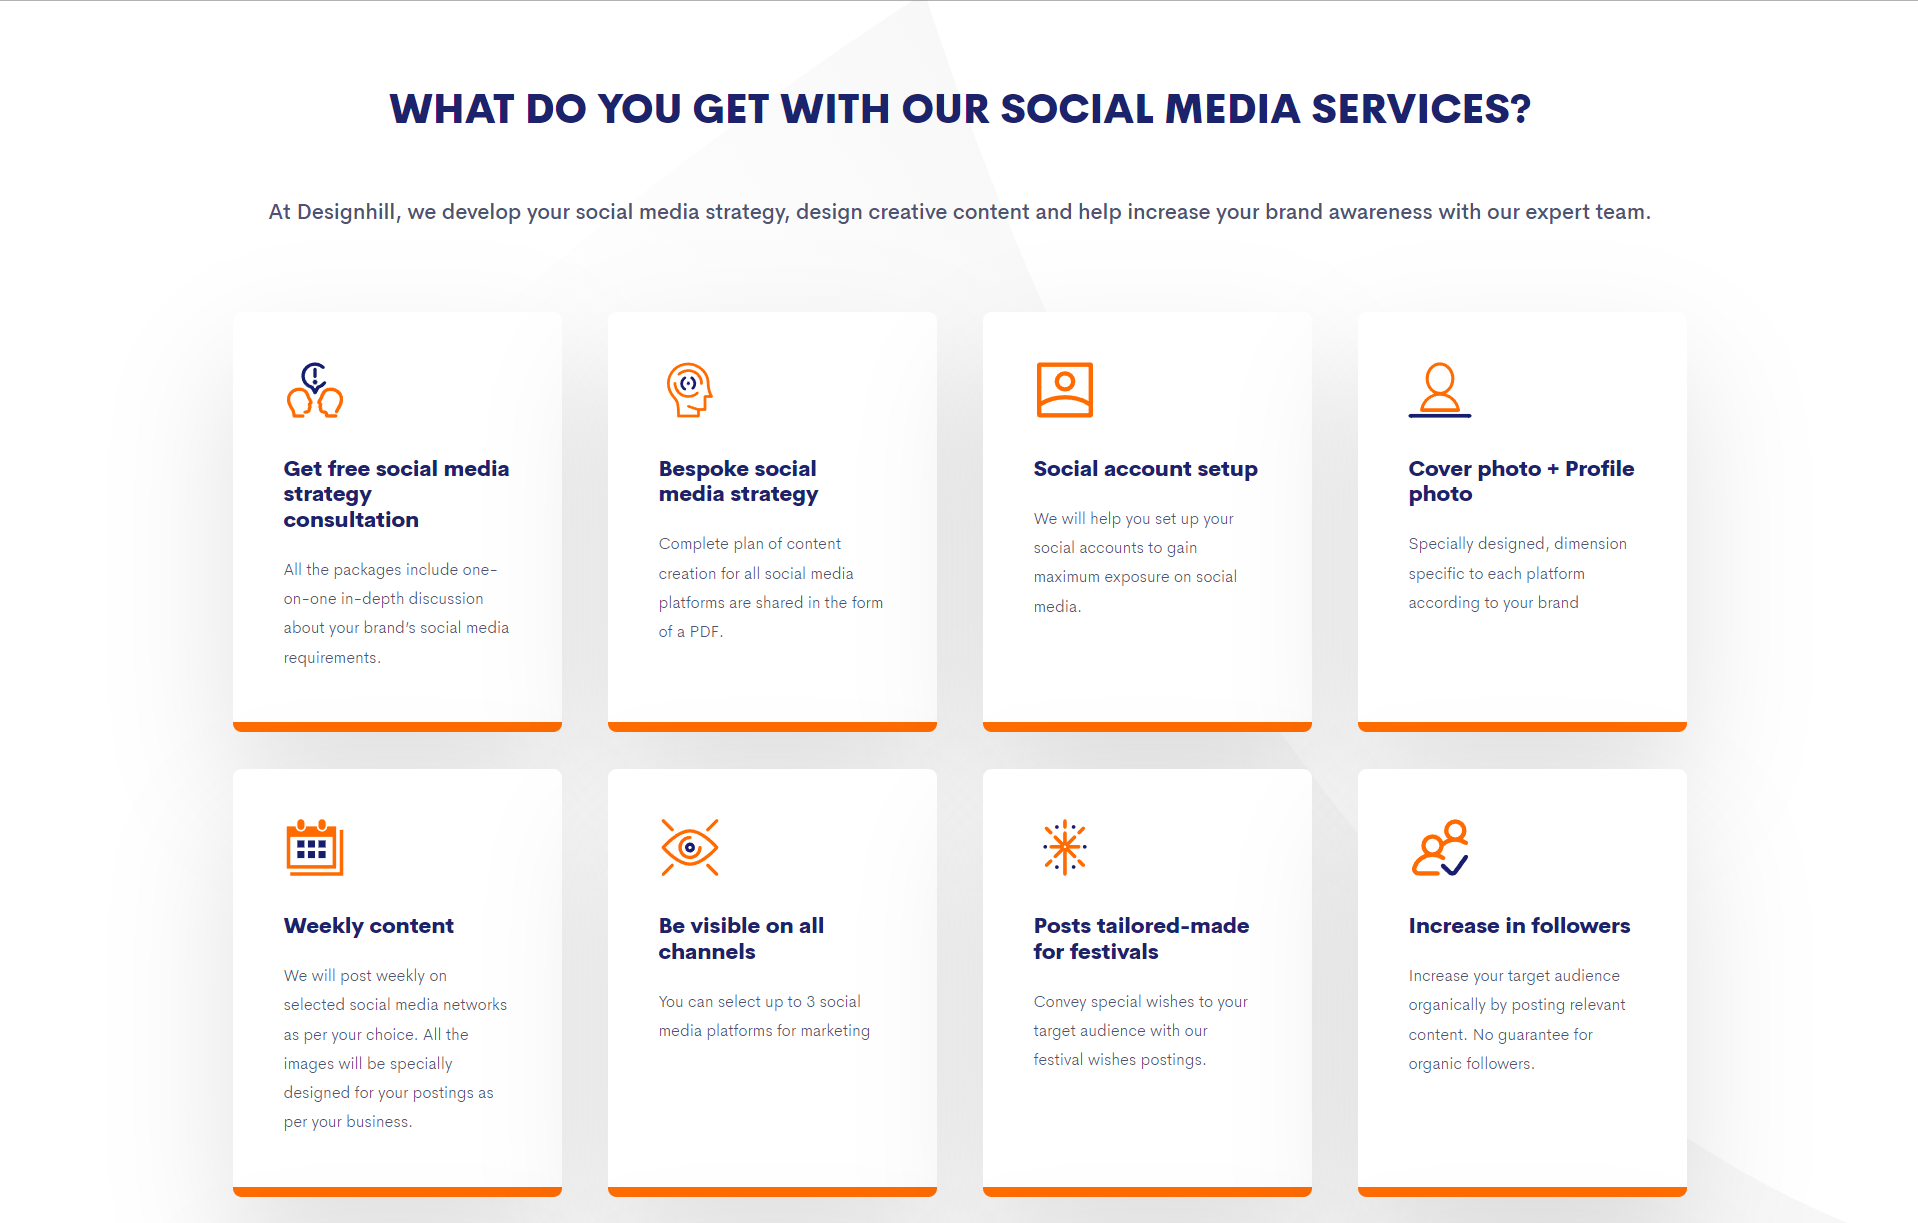 WHAT DO YOU GET WITH OUR SOCIAL MEDIA SERVICES?
At Designhill, we develop your social media strategy, design creative content and help increase your brand awareness with our expert team.
Get free social media
strategy
consultation
All the packages include one-
on-one in-depth discussion
about your brand’s social media
requirements.
Bespoke social
media strategy
Complete plan of content
creation for all social media
platforms are shared in the form
of a PDF.
Social account setup
We will help you set up your
social accounts to gain
maximum exposure on social
media.
Cover photo + Profile
photo
Specially designed, dimension
specific to each platform
according to your brand
Weekly content
We will post weekly on
selected social media networks
as per your choice. All the
images will be specially
designed for your postings as
per your business.
Be visible on all
channels
You can select up to 3 social
media platforms for marketing
Posts tailored-made
for festivals
Convey special wishes to your
target audience with our
festival wishes postings.
Increase in followers
Increase your target audience
organically by posting relevant
content. No guarantee for
organic followers.